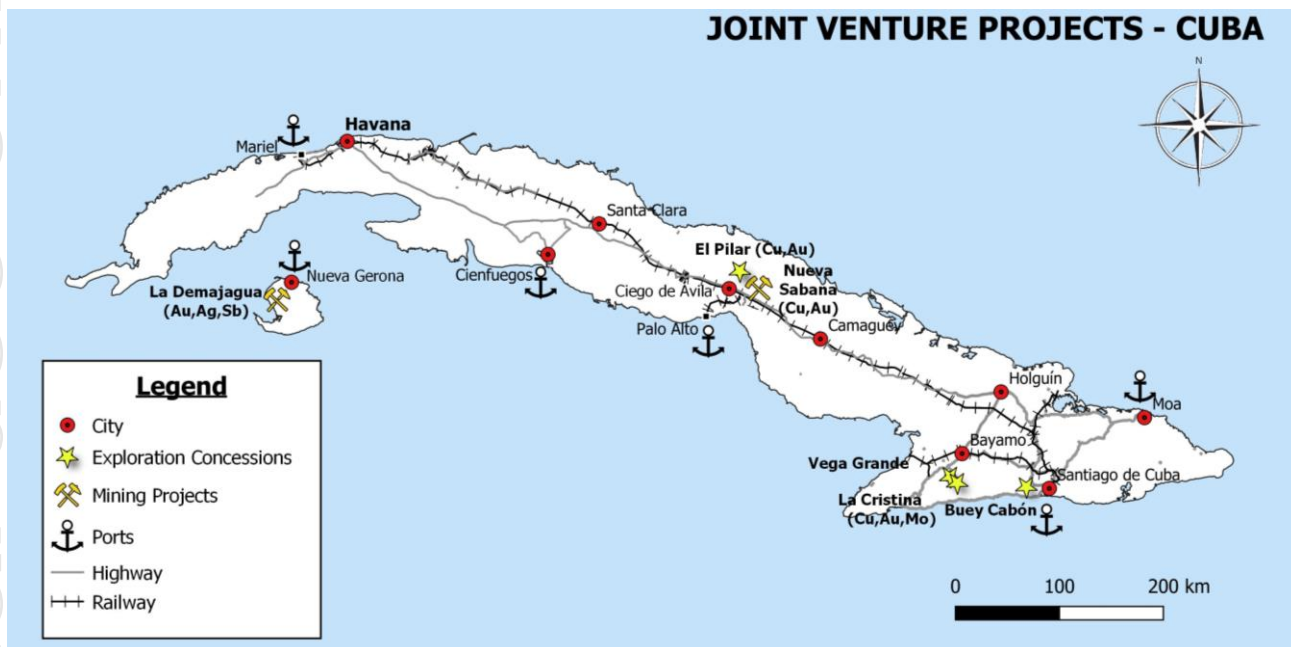 JOINT VENTURE PROJECTS - CUBA
N
Havana
Mariel
Santa Clara
El Pilar (Cu,Au)
Nueva
Sabana
(Cu,Au)
Cienfuegos
Nueva Gerona
La Demajagua
(Au,Ag,Sb)
Ciego de Avila
Palo Alto
Camaguey
Holguín
Moa
Bayamo
Vega Grande
Santiago de Cuba
La Cristina
(Cu,Au,Mo)
Buey Cabón
Legend
City
Exploration Concessions
Mining Projects
Ports
Highway
Railway
0 100 200 km